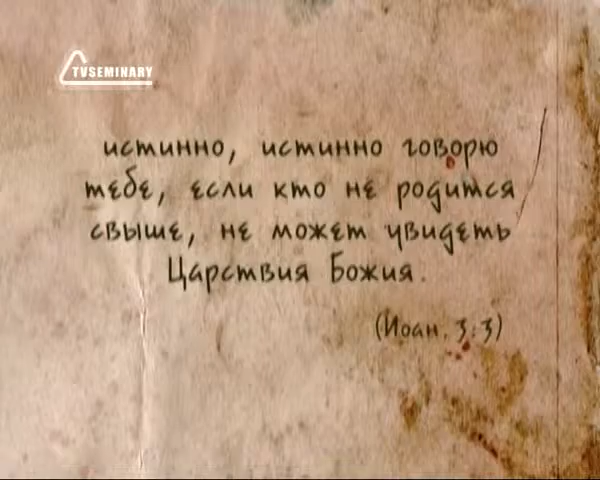 TVSEMINARY
истинно, истинно говорю
тебе, если кто не родится
свыше, не может увидеть
Царствия Божия.
(Иоан. 3:3)